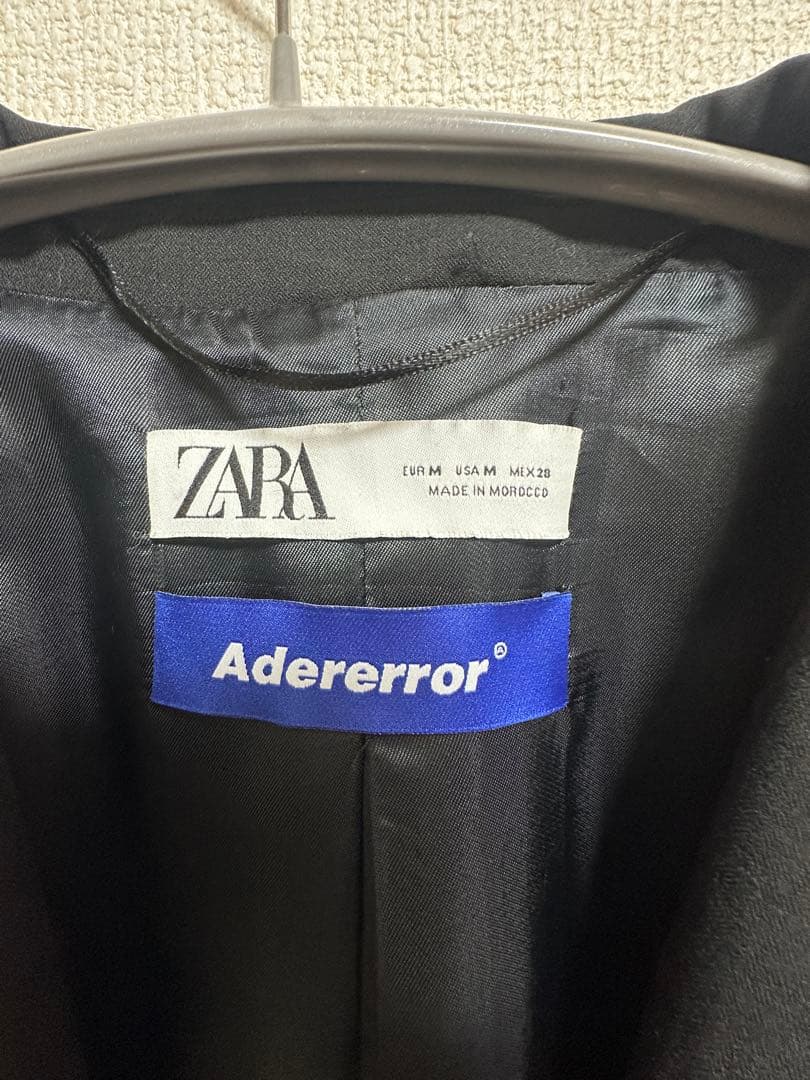 ZARA
EUR M USA M MEX 28
MADE IN MOROCCO
Adererror